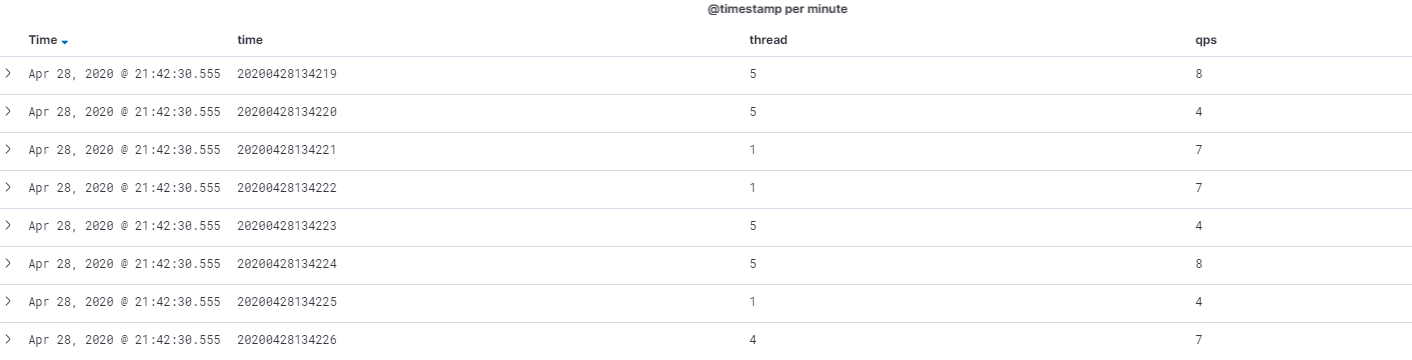 @timestamp per minute
Time time thread qps
Apr 28, 2020 @ 21:42:30.555 20200428134219 5 8
Apr 28, 2020 @ 21:42:30.555 20200428134220 5 4
Apr 28, 2020 @ 21:42:30.555 20200428134221 1 7
Apr 28, 2020 @ 21:42:30.555 20200428134222 1 7
Apr 28, 2020 @ 21:42:30.555 20200428134223 5 4
Apr 28, 2020 @ 21:42:30.555 20200428134224 5 8
Apr 28, 2020 @ 21:42:30.555 20200428134225 1 4
Apr 28, 2020 @ 21:42:30.555 20200428134226 4 7